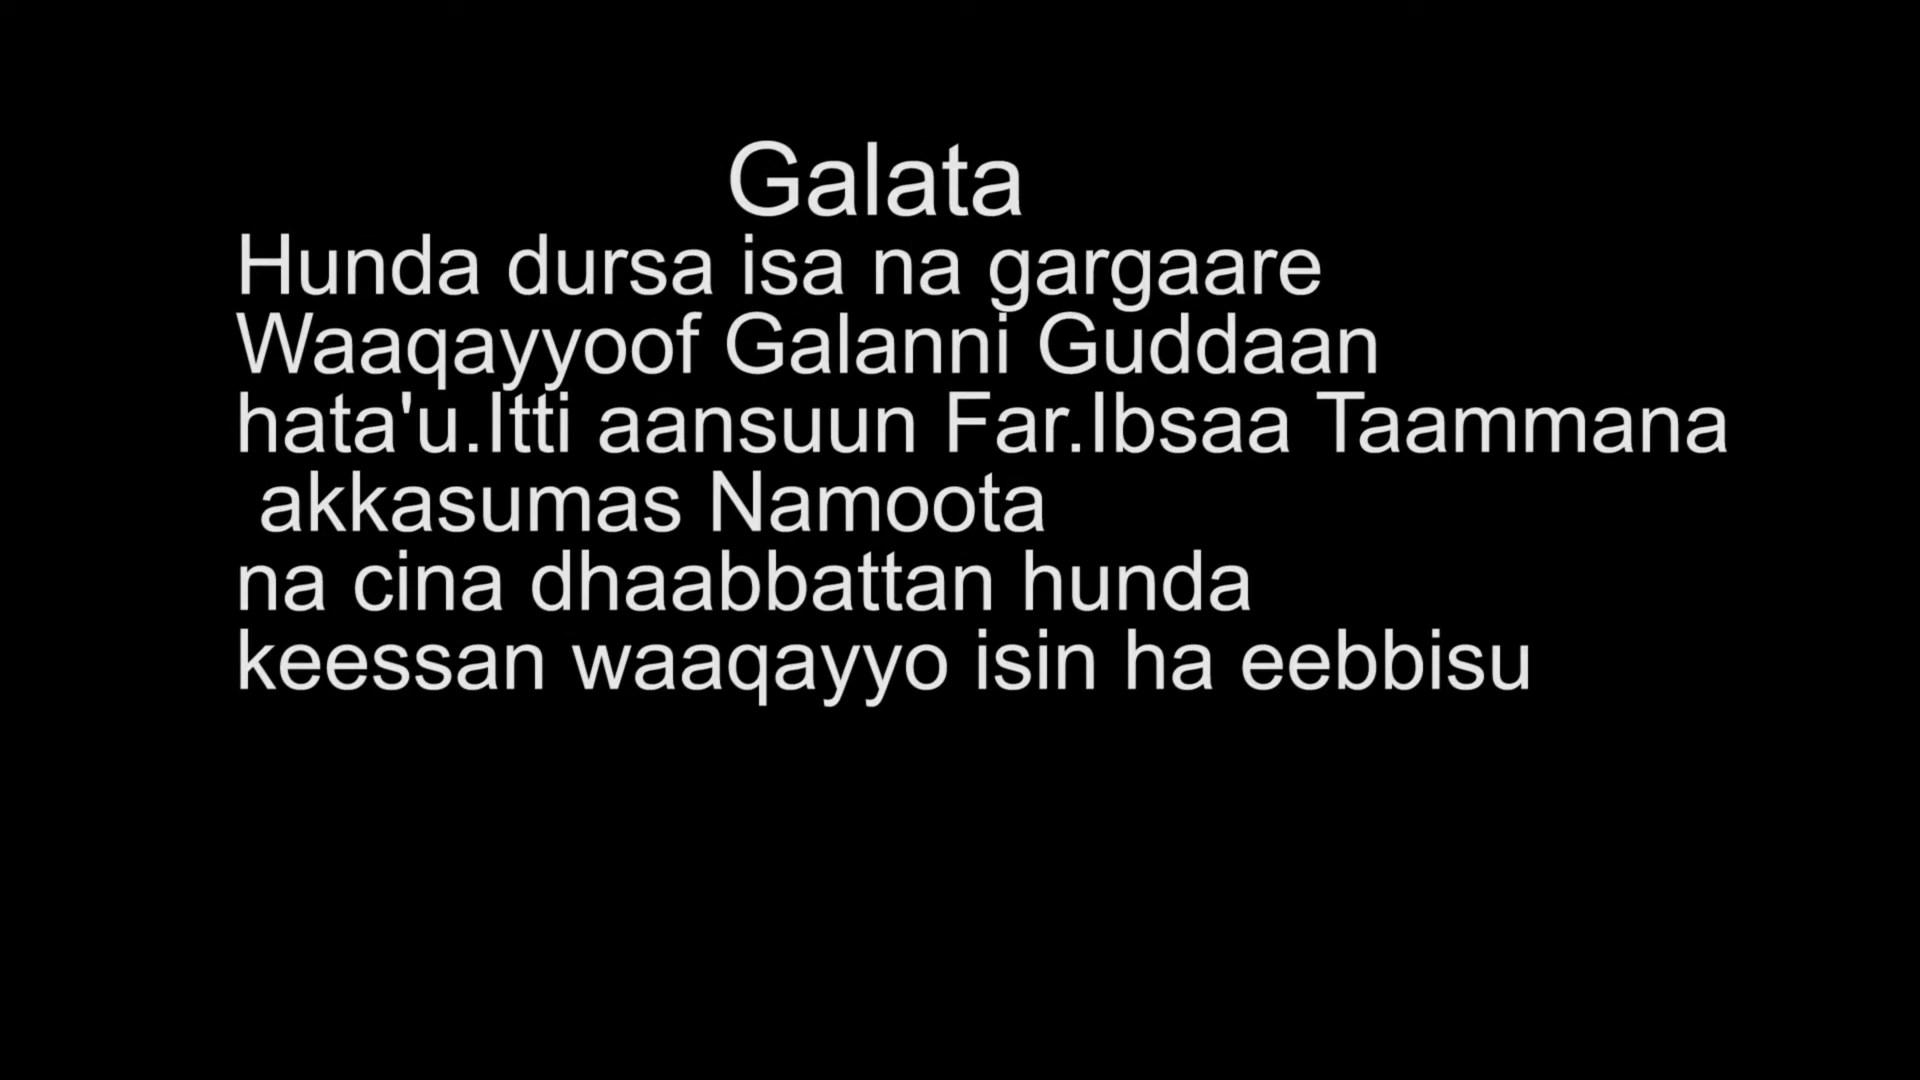 Galata
Hunda dursa isa na gargaare
Waaqayyoof Galanni Guddaan
hata'u.Itti aansuun Far.Ibsaa Taammana
akkasumas Namoota
na cina dhaabbattan hunda
keessan waaqayyo isin ha eebbisu